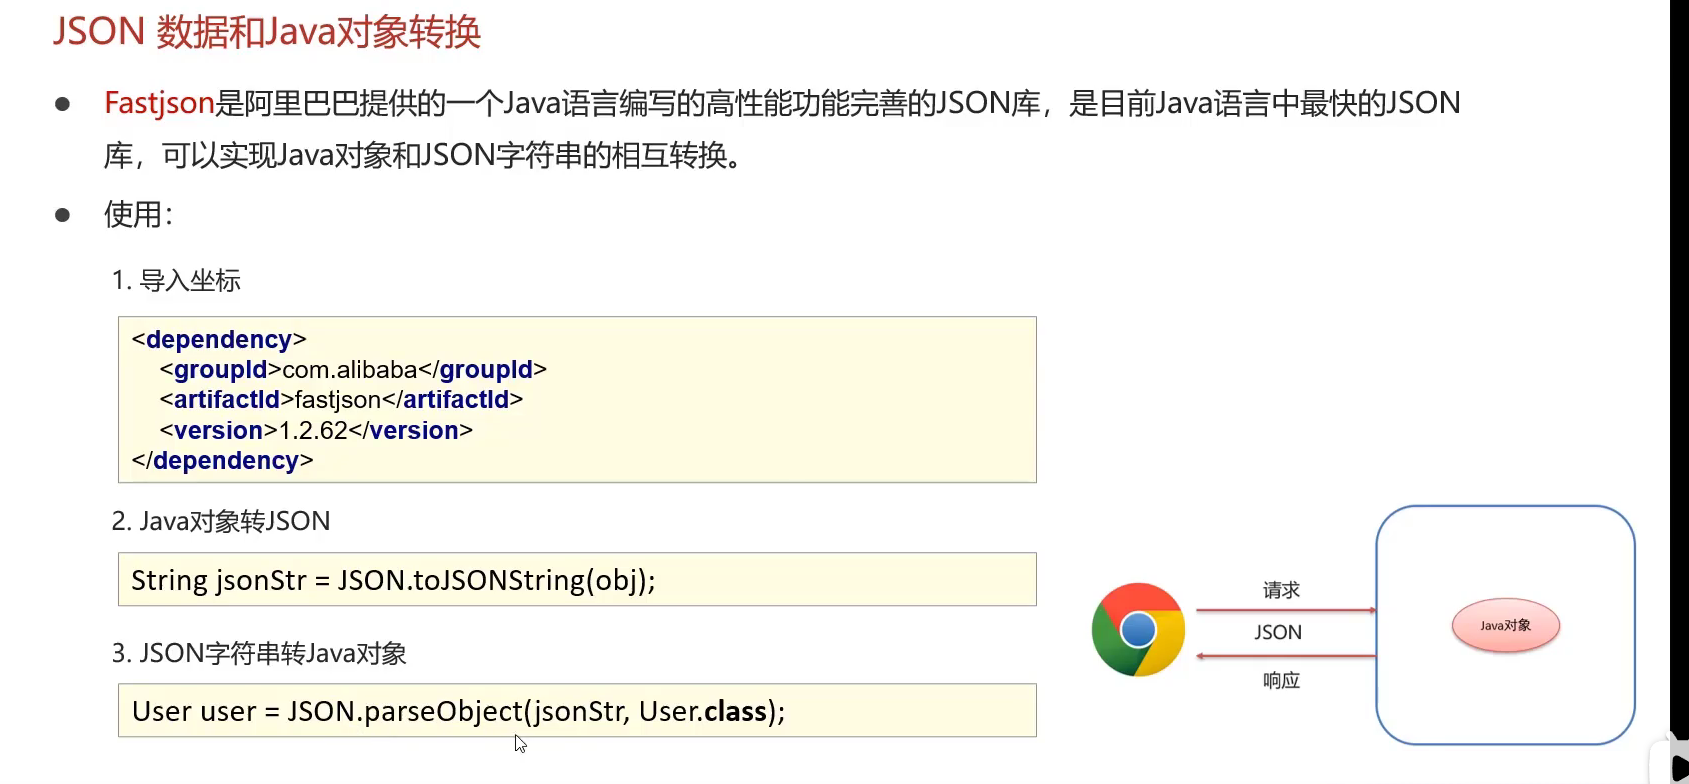 JSON 数据和Java对象转换
Fastjson是阿里巴巴提供的一个Java语言编写的高性能功能完善的JSON库，是目前Java语言中最快的JSON
库，可以实现Java对象和JSON字符串的相互转换。
使用：
1. 导入坐标
<dependency>
<groupId>com.alibaba</groupId>
<artifactId>fastjson</artifactId>
<version>1.2.62</version>
</dependency>
2. Java对象转JSON
String jsonStr = JSON.toJSONString(obj);
3. JSON字符串转Java对象
User user = JSON.parseObject(jsonStr, User.class);
请求
JSON
响应
Java对象